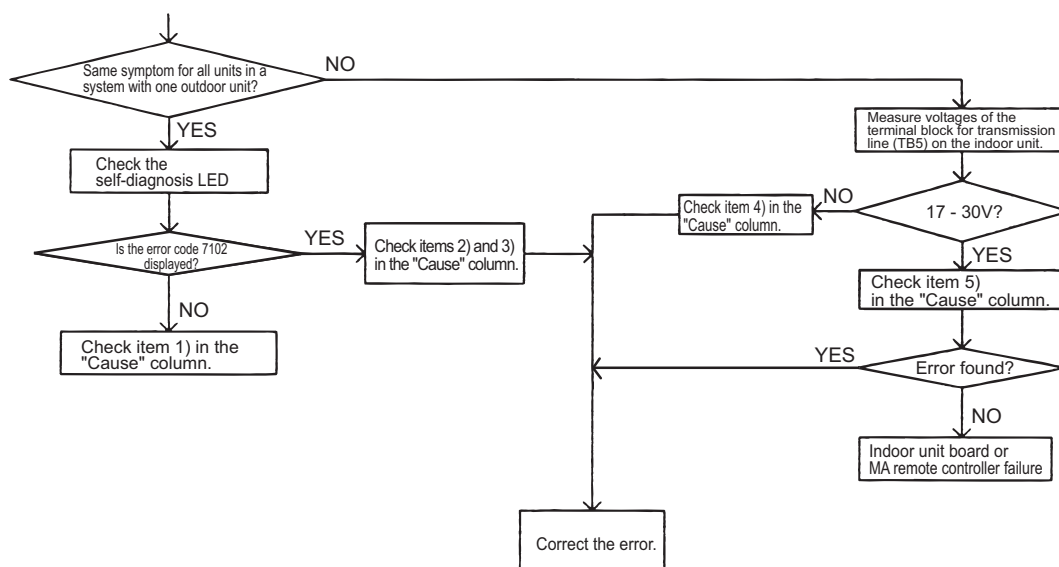 Same symptom for all units in a
system with one outdoor unit?
NO
YES
Measure voltages of the
terminal block for transmission
line (TB5) on the indoor unit.
Check the
self-diagnosis LED
17 - 30V?
NO
Check item 4) in the
"Cause" column.
YES
Is the error code 7102
displayed?
YES
Check items 2) and 3)
in the "Cause" column.
NO
Check item 5)
in the "Cause" column.
Check item 1) in the
"Cause" column.
Error found?
YES
NO
Indoor unit board or
MA remote controller failure
Correct the error.